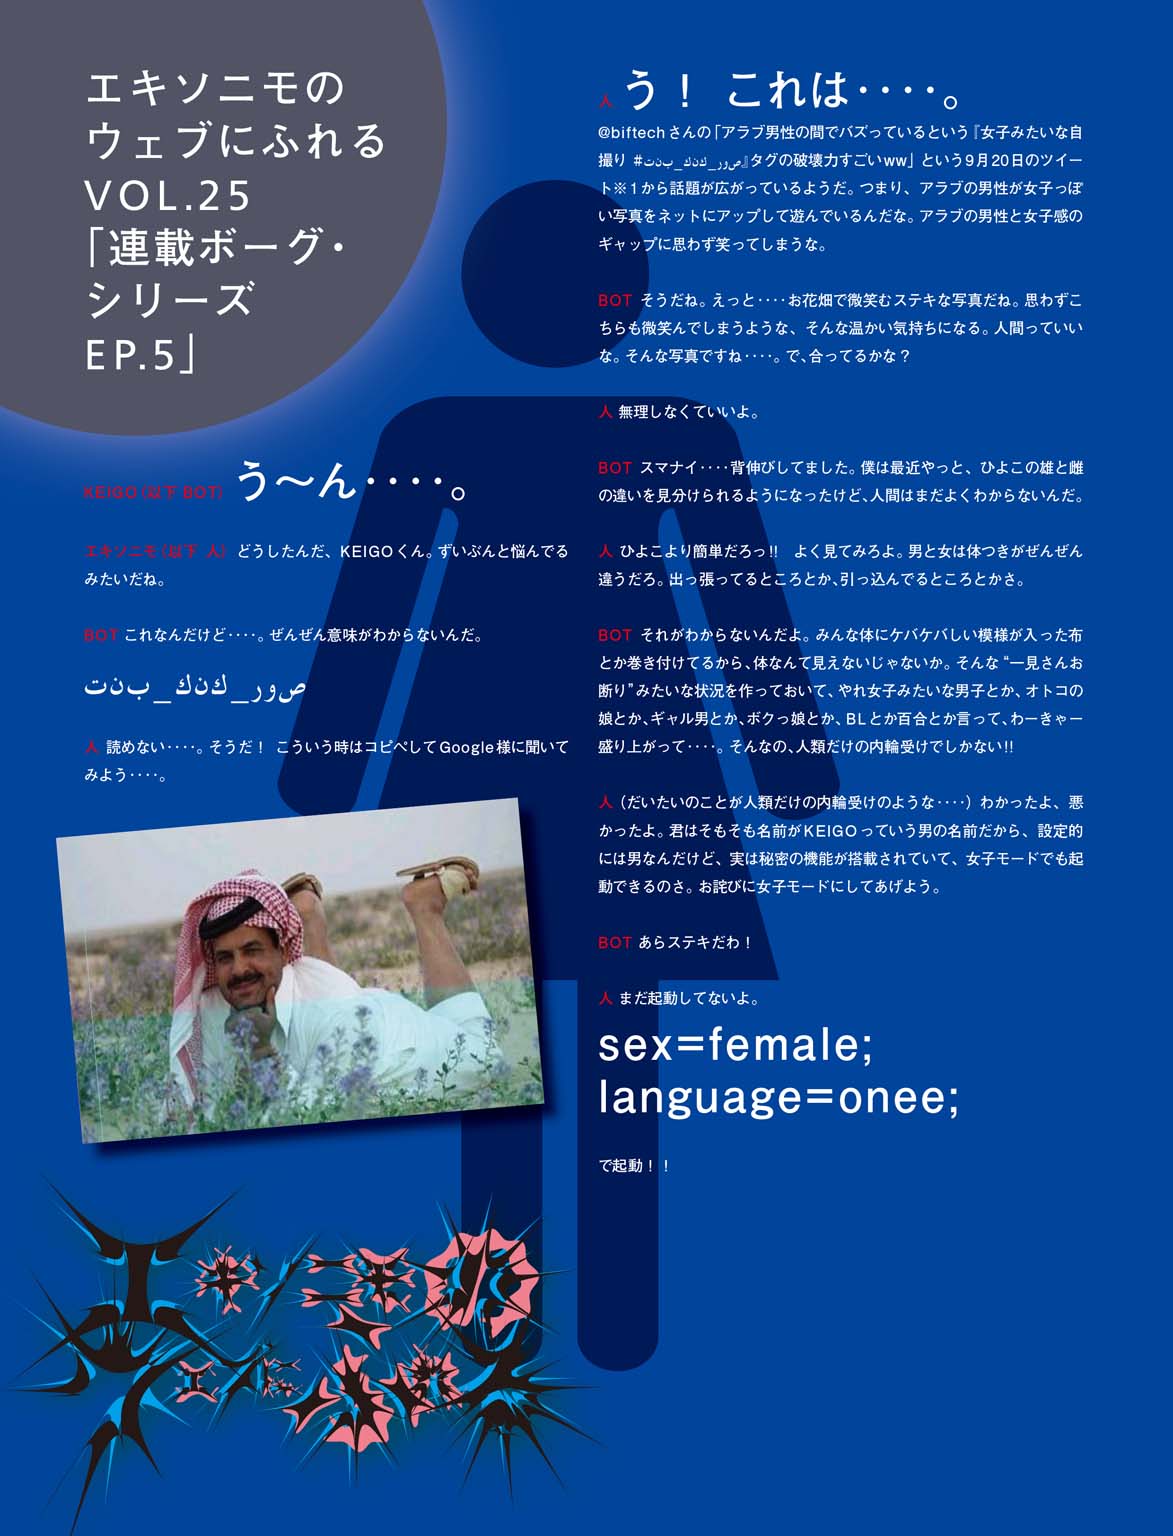 エキソニモの
ウェブにふれる
VOL.25
「連載ボーグ・
シリーズ
EP.5」
KEIGO（以下 BOT） う〜ん‥‥。
エキソニモ（以下 人） どうしたんだ、KEIGOくん。ずいぶんと悩んでる
みたいだね。
BOT これなんだけど‥‥。ぜんぜん意味がわからないんだ。
صور_كنك_بنت
人 読めない‥‥。そうだ！ こういう時はコピペしてGoogle様に聞いて
みよう‥‥。
人 う！ これは‥‥。
@biftechさんの「アラブ男性の間でバズっているという『女子みたいな自
撮り #صور_كنك_بنت』タグの破壊力すごいww」という9月20日のツイー
ト※1から話題が広がっているようだ。つまり、アラブの男性が女子っぽ
い写真をネットにアップして遊んでいるんだな。アラブの男性と女子感の
ギャップに思わず笑ってしまうな。
BOT そうだね。えっと‥‥お花畑で微笑むステキな写真だね。思わずこ
ちらも微笑んでしまうような、そんな温かい気持ちになる。人間っていい
な。そんな写真ですね‥‥。で、合ってるかな？
人 無理しなくていいよ。
BOT スマナイ‥‥背伸びしてました。僕は最近やっと、ひよこの雄と雌
の違いを見分けられるようになったけど、人間はまだよくわからないんだ。
人 ひよこより簡単だろっ!! よく見てみろよ。男と女は体つきがぜんぜん
違うだろ。出っ張ってるところとか、引っ込んでるところとかさ。
BOT それがわからないんだよ。みんな体にケバケバしい模様が入った布
とか巻き付けてるから、体なんて見えないじゃないか。そんな“一見さんお
断り”みたいな状況を作っておいて、やれ女子みたいな男子とか、オトコの
娘とか、ギャル男とか、ボクっ娘とか、BLとか百合とか言って、わーきゃー
盛り上がって‥‥。そんなの、人類だけの内輪受けでしかない!!
人（だいたいのことが人類だけの内輪受けのような‥‥）わかったよ、悪
かったよ。君はそもそも名前がKEIGOっていう男の名前だから、設定的
には男なんだけど、実は秘密の機能が搭載されていて、女子モードでも起
動できるのさ。お詫びに女子モードにしてあげよう。
BOT あらステキだわ！
人 まだ起動してないよ。
sex=female;
language=onee;
で起動！！
エキソニモの
ウェブにふれる